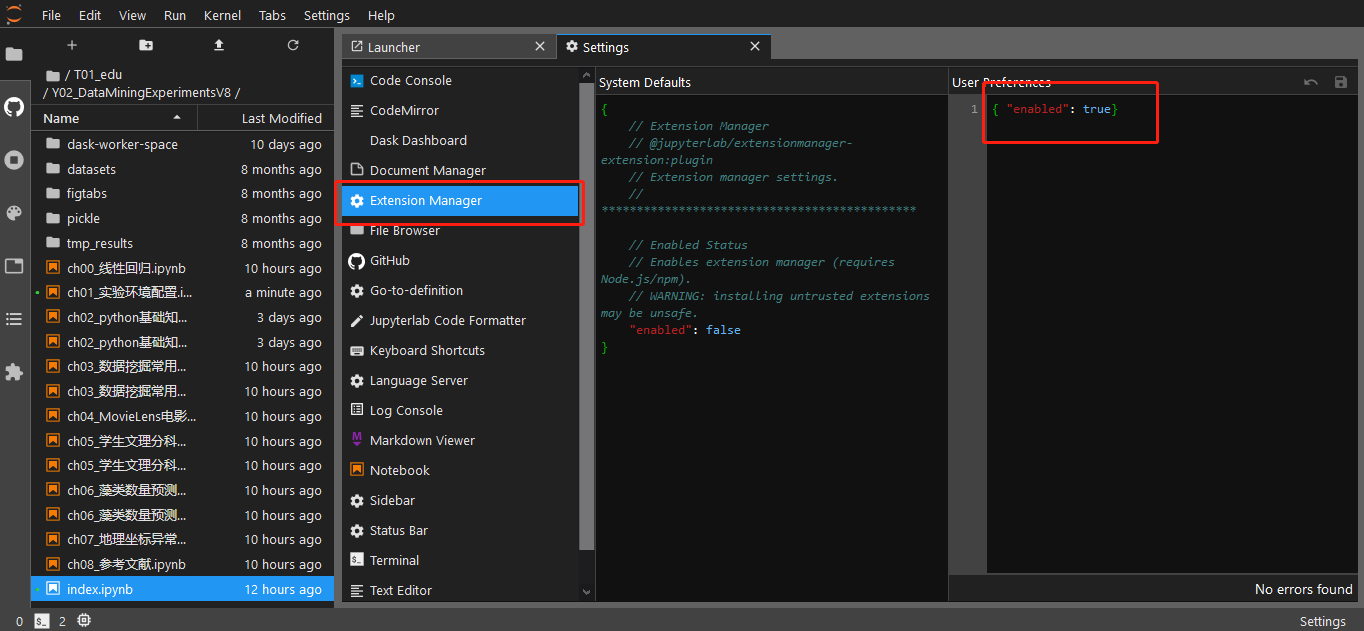 File Edit View Run Kernel Tabs Settings Help
Launcher
Settings
/ T01_edu
/ Y02_DataMiningExperimentsV8 /
Name Last Modified
dask-worker-space 10 days ago
datasets 8 months ago
figtabs 8 months ago
pickle 8 months ago
tmp_results 8 months ago
ch00_线性回归.ipynb 10 hours ago
ch01_实验环境配置.i... a minute ago
ch02_python基础知... 3 days ago
ch02_python基础知... 3 days ago
ch03_数据挖掘常用... 10 hours ago
ch03_数据挖掘常用... 10 hours ago
ch04_MovieLens电影... 10 hours ago
ch05_学生文理分科... 10 hours ago
ch05_学生文理分科... 10 hours ago
ch06_藻类数量预测... 10 hours ago
ch06_藻类数量预测... 10 hours ago
ch07_地理坐标异常... 10 hours ago
ch08_参考文献.ipynb 10 hours ago
index.ipynb 12 hours ago
Code Console
CodeMirror
Dask Dashboard
Document Manager
Extension Manager
File Browser
GitHub
Go-to-definition
Jupyterlab Code Formatter
Keyboard Shortcuts
Language Server
Log Console
Markdown Viewer
Notebook
Sidebar
Status Bar
Terminal
Text Editor
System Defaults
{
// Extension Manager
// @jupyterlab/extensionmanager-
extension:plugin
// Extension manager settings.
//
*********************************************
// Enabled Status
// Enables extension manager (requires
Node.js/npm).
// WARNING: installing untrusted extensions
may be unsafe.
"enabled": false
}
User Preferences
1 { "enabled": true}
No errors found
0 $_ 2
Settings